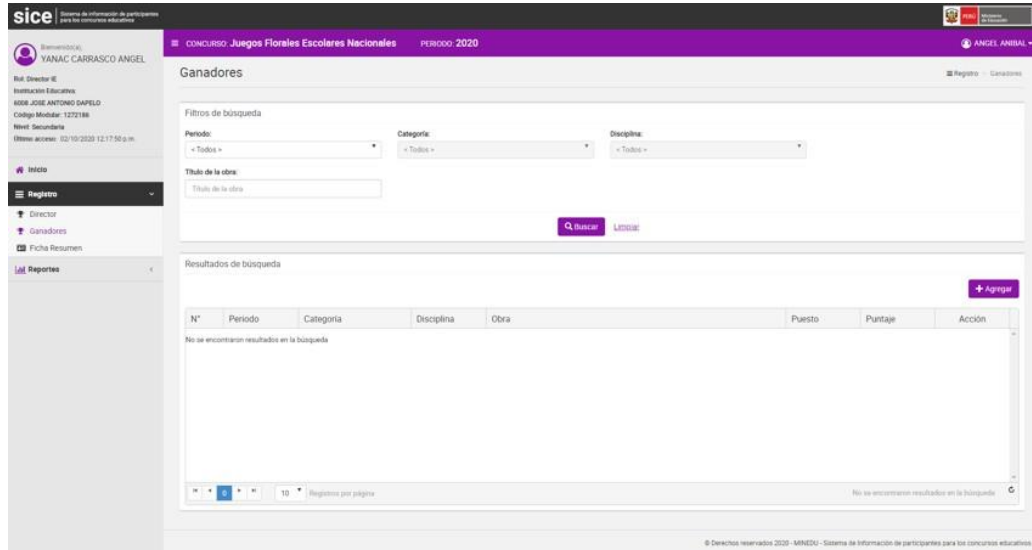 sice Sistema de información de participantes
para los concursos educativos
PERÚ Ministerio de Educación
Bienvenido(a),
YANAC CARRASCO ANGEL
Rol: Director IE
Institución Educativa:
6008 JOSE ANTONIO DAPELO
Código Modular: 1272186
Nivel: Secundaria
Último acceso: 02/10/2020 12:17:50 p.m.
Inicio
Registro
Director
Ganadores
Ficha Resumen
Reportes
CONCURSO: Juegos Florales Escolares Nacionales PERIODO: 2020
ANGEL ANIBAL
Ganadores
Registro Ganadores
Filtros de búsqueda
Periodo: Categoría: Disciplina:
< Todos > < Todos > < Todos >
Título de la obra:
Título de la obra
Buscar Limpiar
Resultados de búsqueda
+ Agregar
N° Periodo Categoría Disciplina Obra Puesto Puntaje Acción
No se encontraron resultados en la búsqueda
0 10 Registros por página No se encontraron resultados en la búsqueda
© Derechos reservados 2020 - MINEDU - Sistema de Información de participantes para los concursos educativos